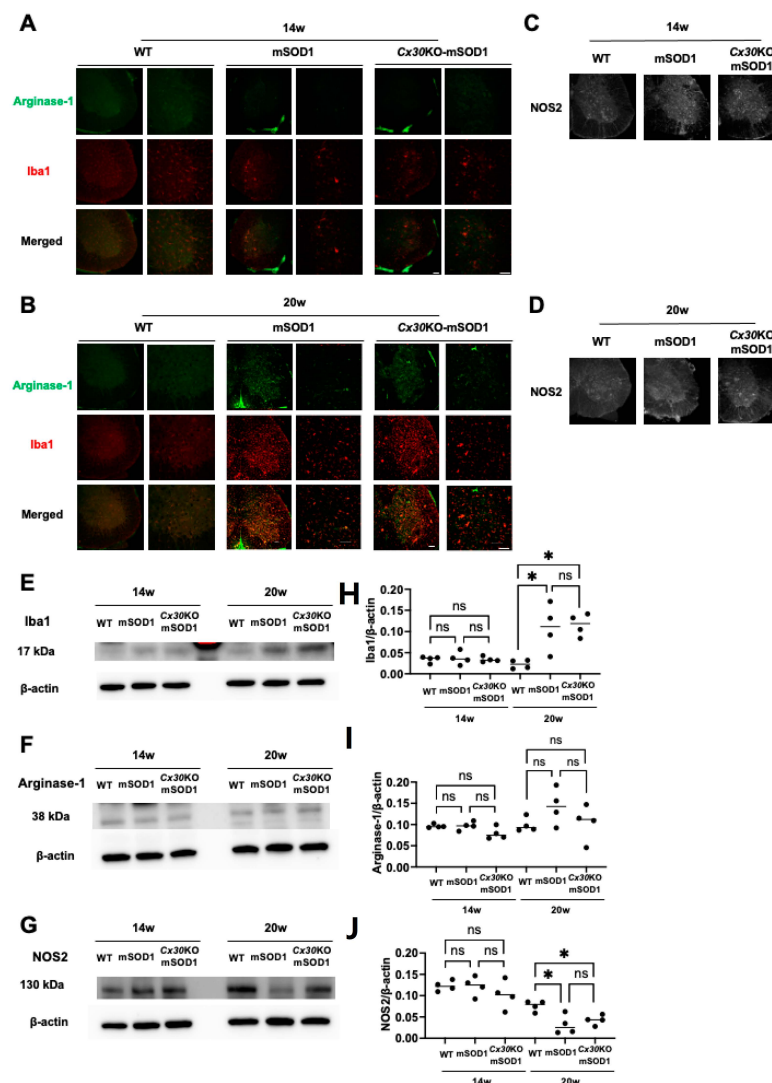 A
14w
WT
mSOD1
Cx30KO-mSOD1
Arginase-1
Iba1
Merged
B
20w
WT
mSOD1
Cx30KO-mSOD1
Arginase-1
Iba1
Merged
C
14w
WT
mSOD1
Cx30KO
mSOD1
NOS2
D
20w
WT
mSOD1
Cx30KO
mSOD1
NOS2
E
14w
20w
Iba1
WT mSOD1 Cx30KO mSOD1
WT mSOD1 Cx30KO mSOD1
17 kDa
β-actin
F
14w
20w
Arginase-1
WT mSOD1 Cx30KO mSOD1
WT mSOD1 Cx30KO mSOD1
38 kDa
β-actin
G
14w
20w
NOS2
WT mSOD1 Cx30KO mSOD1
WT mSOD1 Cx30KO mSOD1
130 kDa
β-actin
H
Iba1/β-actin
0.20
0.15
0.10
0.05
0.00
ns
ns ns
*
* ns
WT mSOD1 Cx30KO mSOD1
WT mSOD1 Cx30KO mSOD1
14w
20w
I
Arginase-1/β-actin
0.20
0.15
0.10
0.05
0.00
ns
ns ns
ns
ns ns
WT mSOD1 Cx30KO mSOD1
WT mSOD1 Cx30KO mSOD1
14w
20w
J
NOS2/β-actin
0.20
0.15
0.10
0.05
0.00
ns
ns ns
*
* ns
WT mSOD1 Cx30KO mSOD1
WT mSOD1 Cx30KO mSOD1
14w
20w